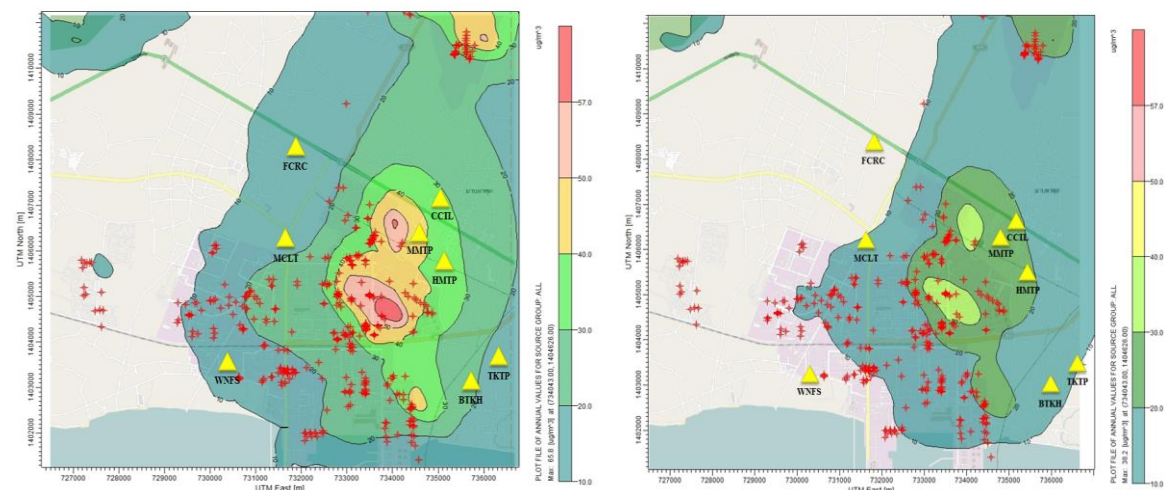 ug/m^3
57.0
50.0
40.0
30.0
20.0
10.0
PLOT FILE OF ANNUAL VALUES FOR SOURCE GROUP: ALL
Max: 65.8 [ug/m^3] at (734043.00, 1404626.00)
UTM North [m]
1410000
1409000
1408000
1407000
1406000
1405000
1404000
1403000
1402000
727000 728000 729000 730000 731000 732000 733000 734000 735000 736000
UTM East [m]
FCRC
CCIL
MCLT
MMTP
HMTP
WNFS
TKTP
BTKH
10
20
30
40
ug/m^3
57.0
50.0
40.0
30.0
20.0
10.0
PLOT FILE OF ANNUAL VALUES FOR SOURCE GROUP: ALL
Max: 38.2 [ug/m^3] at (734043.00, 1404626.00)
UTM North [m]
1410000
1409000
1408000
1407000
1406000
1405000
1404000
1403000
1402000
727000 728000 729000 730000 731000 732000 733000 734000 735000 736000
UTM East [m]
FCRC
CCIL
MCLT
MMTP
HMTP
WNFS
TKTP
BTKH
10
20